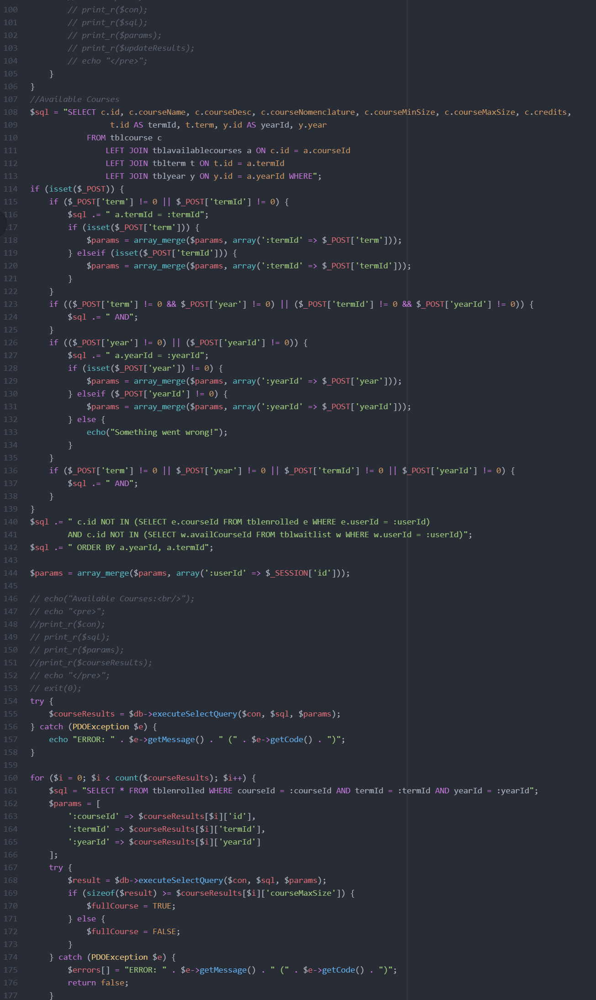 100 // print_r($con);
101 // print_r($sql);
102 // print_r($params);
103 // print_r($updateResults);
104 // echo "</pre>";
105 }
106 }
107 //Available Courses
108 $sql = "SELECT c.id, c.courseName, c.courseDesc, c.courseNomenclature, c.courseMinSize, c.courseMaxSize, c.credits,
109 t.id AS termId, t.term, y.id AS yearId, y.year
110 FROM tblcourse c
111 LEFT JOIN tblavailablecourses a ON c.id = a.courseId
112 LEFT JOIN tblterm t ON t.id = a.termId
113 LEFT JOIN tblyear y ON y.id = a.yearId WHERE";
114 if (isset($_POST)) {
115 if ($_POST['term'] != 0 || $_POST['termId'] != 0) {
116 $sql .= " a.termId = :termId";
117 if (isset($_POST['term'])) {
118 $params = array_merge($params, array(':termId' => $_POST['term']));
119 } elseif (isset($_POST['termId'])) {
120 $params = array_merge($params, array(':termId' => $_POST['termId']));
121 }
122 }
123 if (($_POST['term'] != 0 && $_POST['year'] != 0) || ($_POST['termId'] != 0 && $_POST['yearId'] != 0)) {
124 $sql .= " AND";
125 }
126 if (($_POST['year'] != 0) || ($_POST['yearId'] != 0)) {
127 $sql .= " a.yearId = :yearId";
128 if (isset($_POST['year']) != 0) {
129 $params = array_merge($params, array(':yearId' => $_POST['year']));
130 } elseif ($_POST['yearId'] != 0) {
131 $params = array_merge($params, array(':yearId' => $_POST['yearId']));
132 } else {
133 echo("Something went wrong!");
134 }
135 }
136 if ($_POST['term'] != 0 || $_POST['year'] != 0 || $_POST['termId'] != 0 || $_POST['yearId'] != 0) {
137 $sql .= " AND";
138 }
139 }
140 $sql .= " c.id NOT IN (SELECT e.courseId FROM tblenrolled e WHERE e.userId = :userId)
141 AND c.id NOT IN (SELECT w.availCourseId FROM tblwaitlist w WHERE w.userId = :userId)";
142 $sql .= " ORDER BY a.yearId, a.termId";
143
144 $params = array_merge($params, array(':userId' => $_SESSION['id']));
145
146 // echo("Available Courses:<br/>");
147 // echo "<pre>";
148 //print_r($con);
149 // print_r($sql);
150 // print_r($params);
151 //print_r($courseResults);
152 // echo "</pre>";
153 // exit(0);
154 try {
155 $courseResults = $db->executeSelectQuery($con, $sql, $params);
156 } catch (PDOException $e) {
157 echo "ERROR: " . $e->getMessage() . " (" . $e->getCode() . ")";
158 }
159
160 for ($i = 0; $i < count($courseResults); $i++) {
161 $sql = "SELECT * FROM tblenrolled WHERE courseId = :courseId AND termId = :termId AND yearId = :yearId";
162 $params = [
163 ':courseId' => $courseResults[$i]['id'],
164 ':termId' => $courseResults[$i]['termId'],
165 ':yearId' => $courseResults[$i]['yearId']
166 ];
167 try {
168 $result = $db->executeSelectQuery($con, $sql, $params);
169 if (sizeof($result) >= $courseResults[$i]['courseMaxSize']) {
170 $fullCourse = TRUE;
171 } else {
172 $fullCourse = FALSE;
173 }
174 } catch (PDOException $e) {
175 $errors[] = "ERROR: " . $e->getMessage() . " (" . $e->getCode() . ")";
176 return false;
177 }